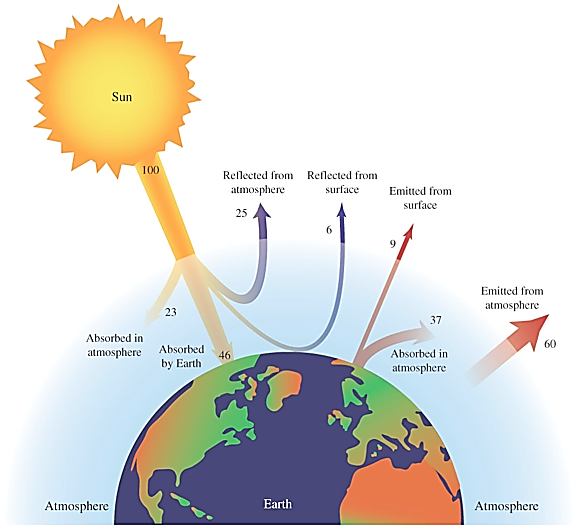 Sun
100
Reflected from
atmosphere
25
Reflected from
surface
6
Emitted from
surface
9
Emitted from
atmosphere
60
23
Absorbed in
atmosphere
Absorbed
by Earth
46
37
Absorbed in
atmosphere
Atmosphere
Earth
Atmosphere